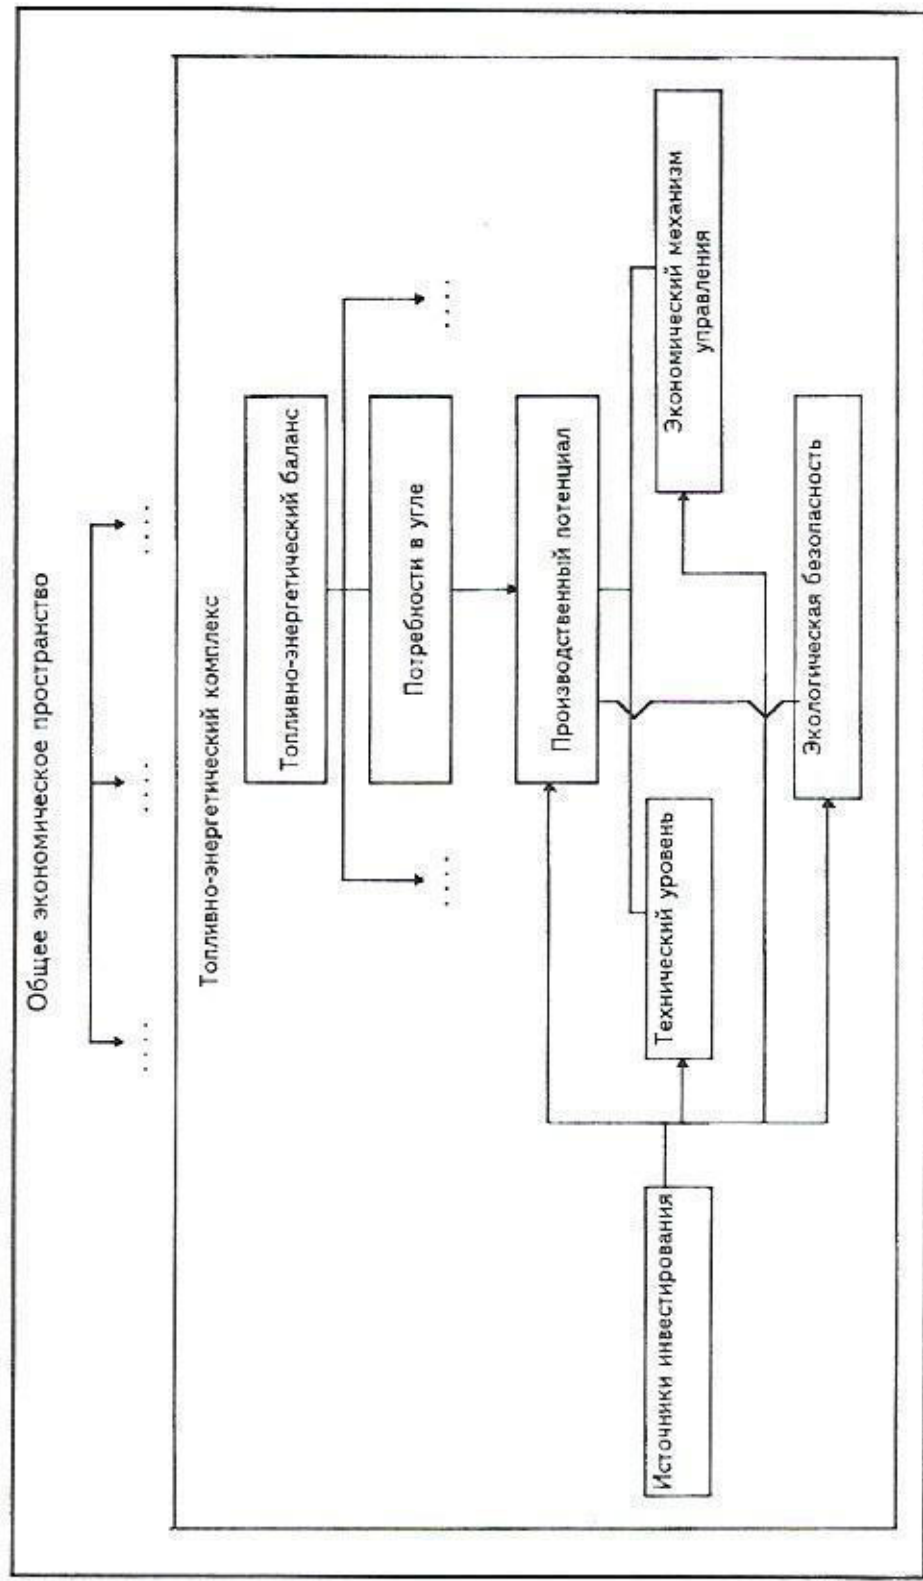 Общее экономическое пространство
. . . .
. . . .
. . . .
Топливно-энергетический комплекс
Топливно-энергетический баланс
. . . .
Потребности в угле
. . . .
Производственный потенциал
Источники инвестирования
Технический уровень
Экономический механизм
управления
Экологическая безопасность